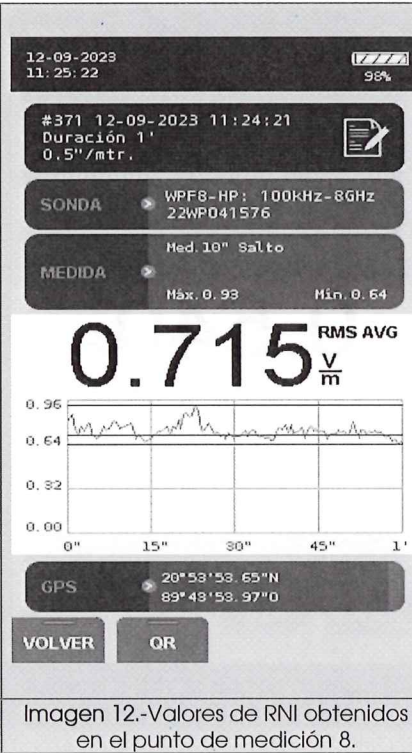 12-09-2023
11:25:22
98%
#371 12-09-2023 11:24:21
Duración 1'
0.5"/mtr.
SONDA
WPF8-HP: 100kHz-8GHz
22WP041576
MEDIDA
Med.10" Salto
Máx.0.93 Mín.0.64
0.715 RMS AVG
V
m
0.96
0.64
0.32
0.00
0" 15" 30" 45" 1'
GPS
20°53'53.65"N
89°43'53.97"O
VOLVER QR
Imagen 12.-Valores de RNI obtenidos
en el punto de medición 8.